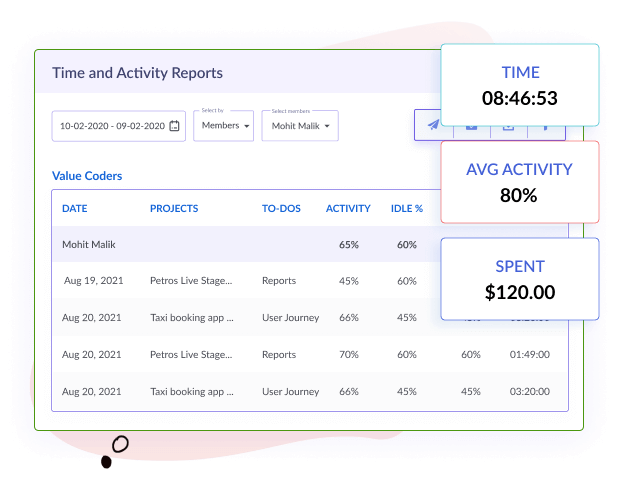 Time and Activity Reports
TIME
08:46:53
Select by
Select members
10-02-2020 - 09-02-2020
Members
Mohit Malik
AVG ACTIVITY
80%
Value Coders
DATE PROJECTS TO-DOS ACTIVITY IDLE %
Mohit Malik 65% 60%
SPENT
$120.00
Aug 19, 2021 Petros Live Stage... Reports 45% 60%
Aug 20, 2021 Taxi booking app ... User Journey 66% 45%
Aug 20, 2021 Petros Live Stage... Reports 70% 60% 60% 01:49:00
Aug 20, 2021 Taxi booking app ... User Journey 66% 45% 45% 03:20:00